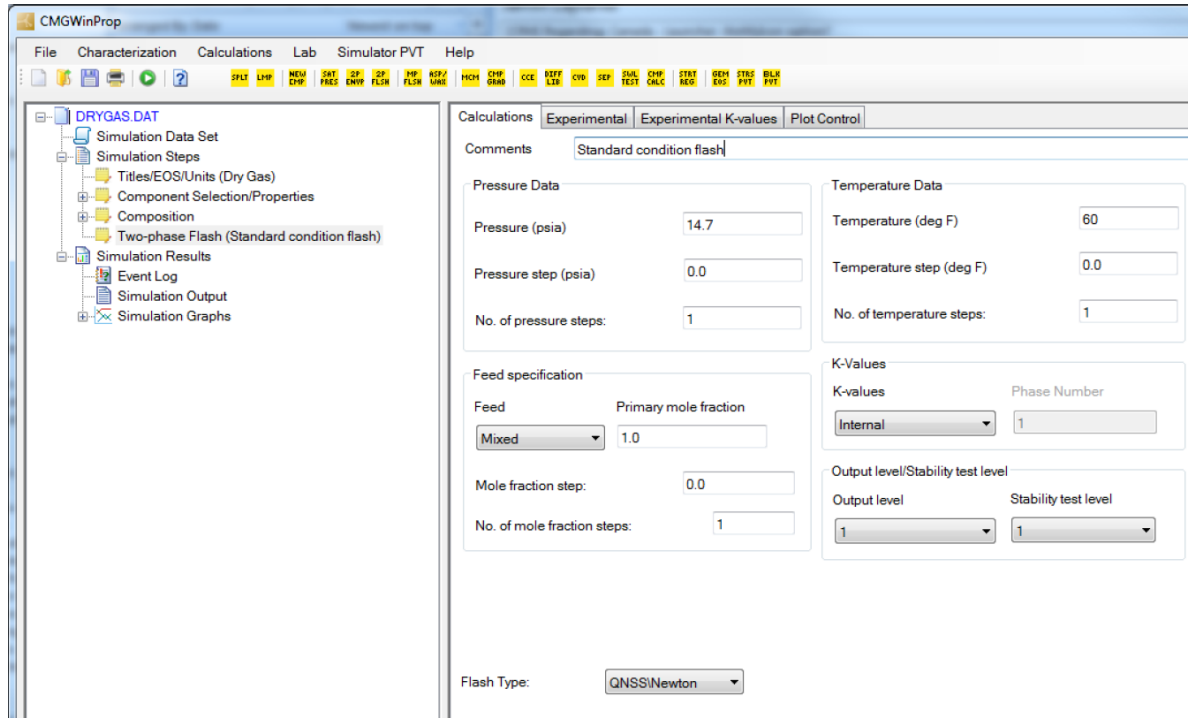 CMGWinProp
File Characterization Calculations Lab Simulator PVT Help
SPLT LMP NEW EMP SAT PRES 2P ENVP 2P FLSH MP FLSH ASP/WAX MCM CMP GRAD CCE DIFF LIB CVD SEP SWL TEST CMP CALC STRT REG GEM EOS STRS PVT BLK PVT
DRYGAS.DAT
Simulation Data Set
Simulation Steps
Titles/EOS/Units (Dry Gas)
Component Selection/Properties
Composition
Two-phase Flash (Standard condition flash)
Simulation Results
Event Log
Simulation Output
Simulation Graphs
Calculations Experimental Experimental K-values Plot Control
Comments Standard condition flash
Pressure Data
Pressure (psia) 14.7
Pressure step (psia) 0.0
No. of pressure steps: 1
Temperature Data
Temperature (deg F) 60
Temperature step (deg F) 0.0
No. of temperature steps: 1
Feed specification
Feed Primary mole fraction
Mixed 1.0
Mole fraction step: 0.0
No. of mole fraction steps: 1
K-Values
K-values Phase Number
Internal 1
Output level/Stability test level
Output level Stability test level
1 1
Flash Type: QNSS\Newton